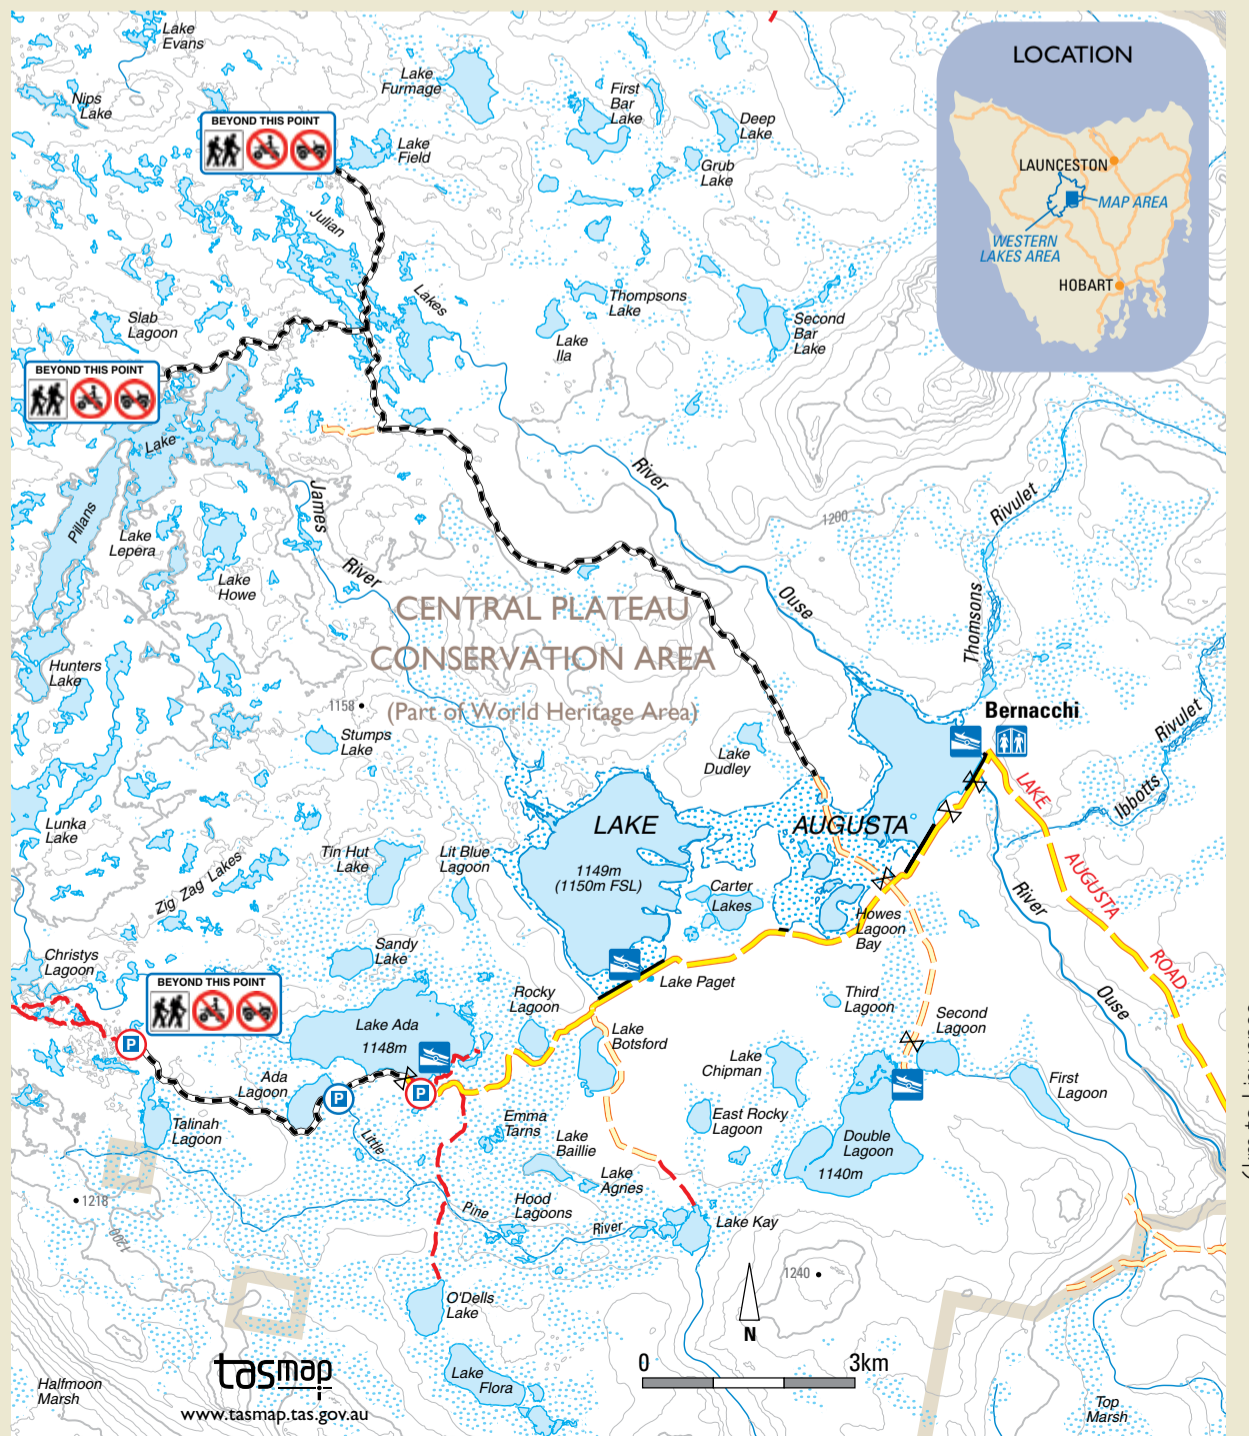 Lake
Evans
Nips
Lake
BEYOND THIS POINT
Lake
Furmage
First
Bar
Lake
Deep
Lake
Lake
Field
Grub
Lake
LOCATION
LAUNCESTON
MAP AREA
WESTERN
LAKES AREA
HOBART
Julian
Lakes
Slab
Lagoon
Thompsons
Lake
Lake
Ila
Second
Bar
Lake
BEYOND THIS POINT
Lake
Pillans
James
River
River
Ouse
1200
Rivulet
Thomsons
Lake
Lepera
Lake
Howe
CENTRAL PLATEAU
CONSERVATION AREA
(Part of World Heritage Area)
Hunters
Lake
1158
Stumps
Lake
Lake
Dudley
Bernacchi
Rivulet
Ibbotts
LAKE
AUGUSTA
ROAD
Lunka
Lake
Zig Zag Lakes
Tin Hut
Lake
Lit Blue
Lagoon
LAKE
AUGUSTA
1149m
(1150m FSL)
Carter
Lakes
Howes
Lagoon
Bay
River
Ouse
Christys
Lagoon
Sandy
Lake
BEYOND THIS POINT
Lake Paget
Rocky
Lagoon
Third
Lagoon
Second
Lagoon
Lake Ada
1148m
Lake
Botsford
P
Ada
Lagoon
P
P
Lake
Chipman
First
Lagoon
Talinah
Lagoon
Little
Emma
Tarns
Lake
Baillie
East Rocky
Lagoon
Double
Lagoon
1140m
Lake
Agnes
1218
1200
Pine
Hood
Lagoons
River
Lake Kay
1240
N
O'Dells
Lake
0
3km
tasmap
www.tasmap.tas.gov.au
Lake
Flora
Halfmoon
Marsh
Top
Marsh